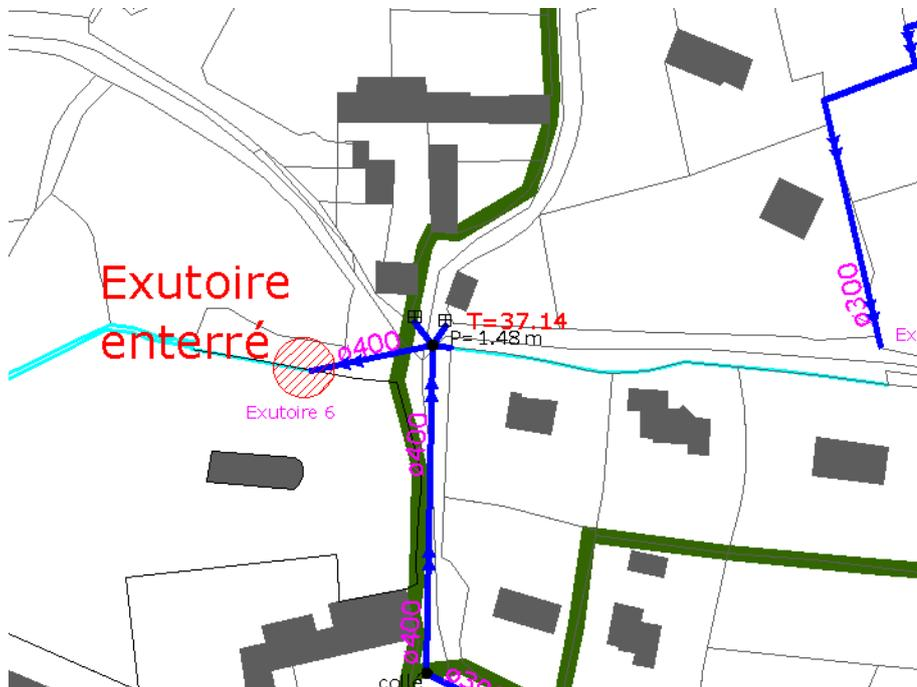 Exutoire
enterré
ø300
T=37.14
P= 1.48 m
ø400
Exutoire 6
ø400
ø400